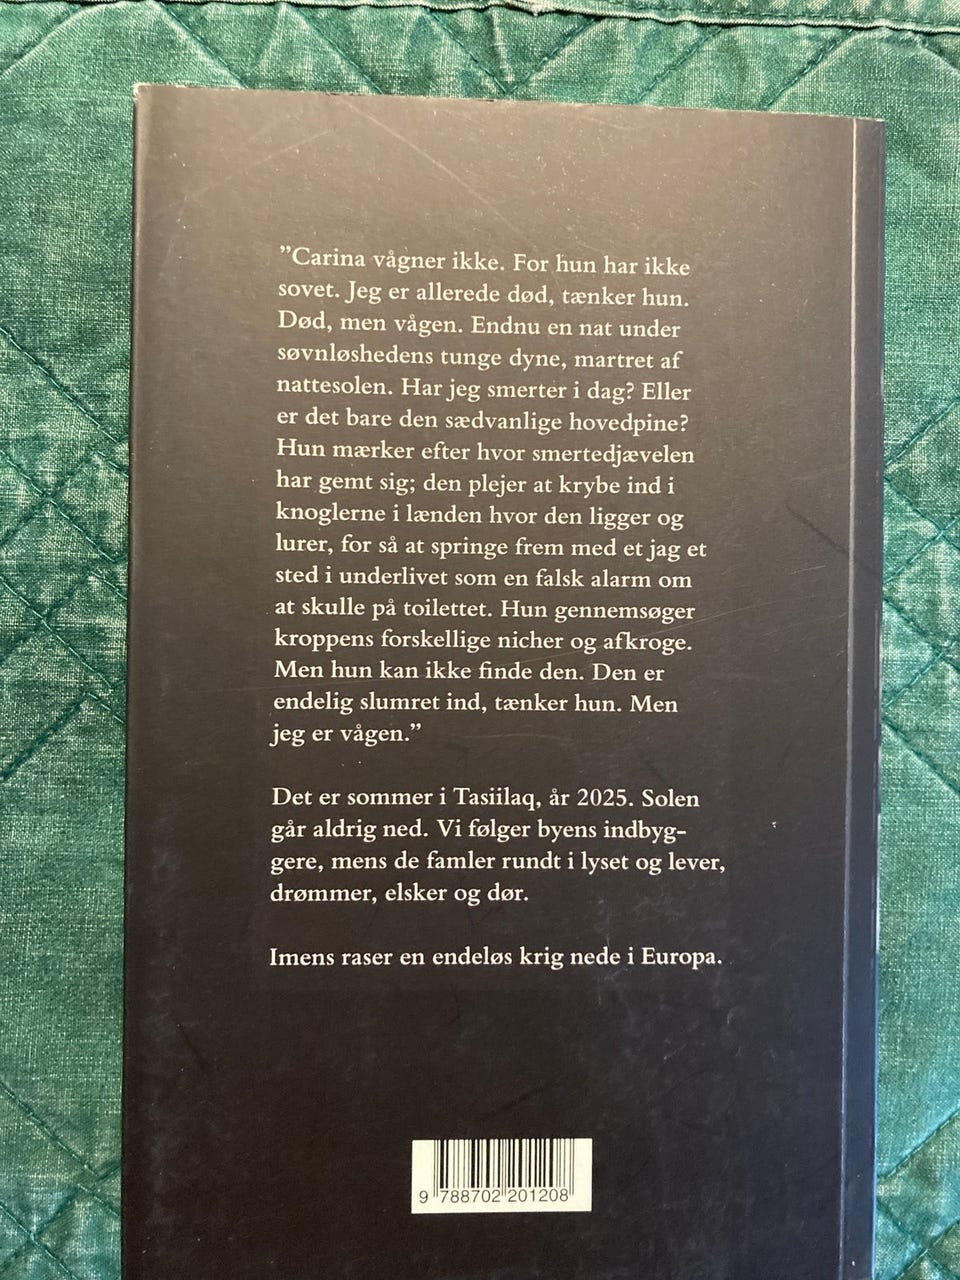 ”Carina vågner ikke. For hun har ikke
sovet. Jeg er allerede død, tænker hun.
Død, men vågen. Endnu en nat under
søvnløshedens tunge dyne, martret af
nattesolen. Har jeg smerter i dag? Eller
er det bare den sædvanlige hovedpine?
Hun mærker efter hvor smertedjævelen
har gemt sig; den plejer at krybe ind i
knoglerne i lænden hvor den ligger og
lurer, for så at springe frem med et jag et
sted i underlivet som en falsk alarm om
at skulle på toilettet. Hun gennemsøger
kroppens forskellige nicher og afkroge.
Men hun kan ikke finde den. Den er
endelig slumret ind, tænker hun. Men
jeg er vågen.”
Det er sommer i Tasiilaq, år 2025. Solen
går aldrig ned. Vi følger byens indbyg-
gere, mens de famler rundt i lyset og lever,
drømmer, elsker og dør.
Imens raser en endeløs krig nede i Europa.
9 788702 201208